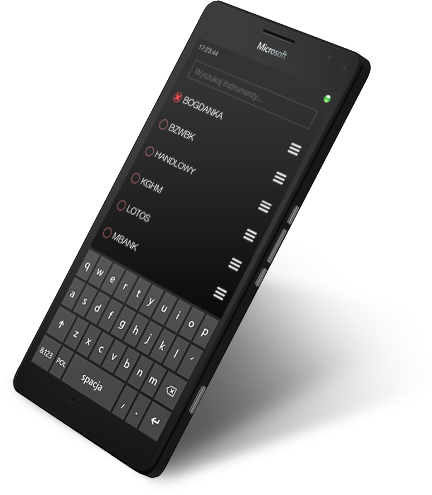 Microsoft
17:23:44
Wyszukaj instrumenty...
BOGDANKA
BZWBK
HANDLOWY
KGHM
LOTOS
MBANK
q w e r t y u i o p
a s d f g h j k l '
z x c v b n m
&123 POL spacja , .